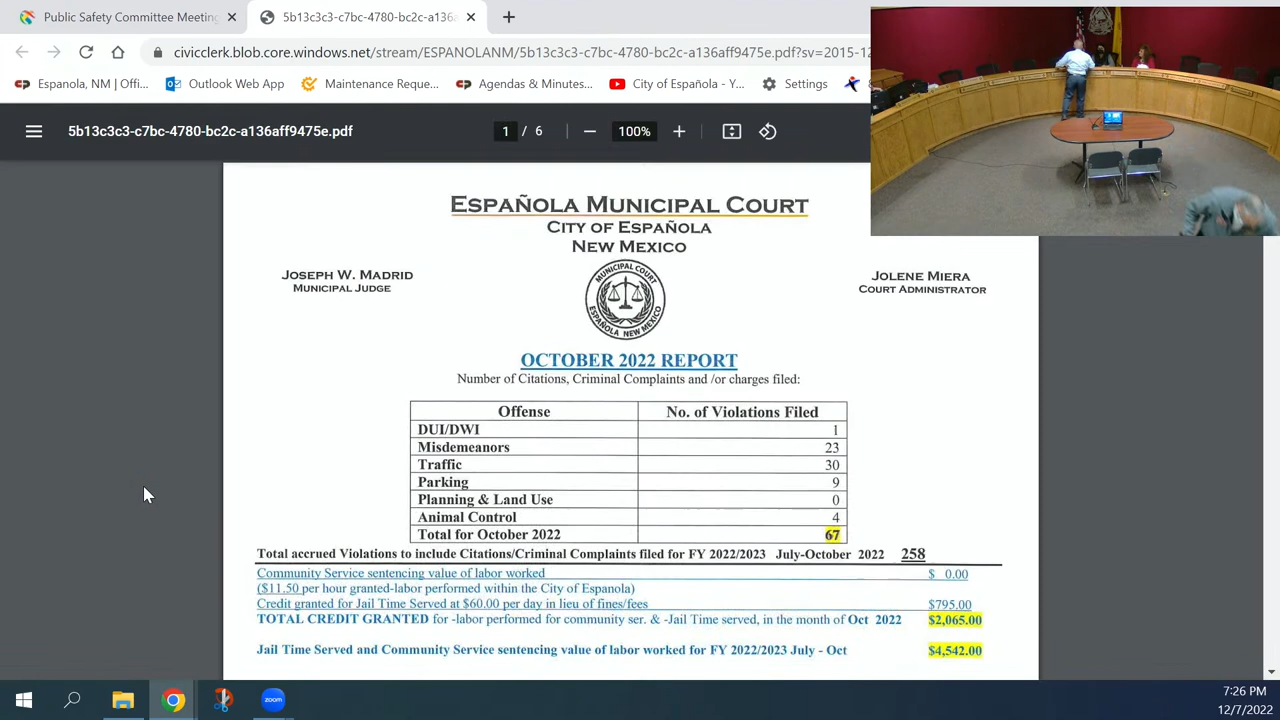 Public Safety Committee Meeting
5b13c3c3-c7bc-4780-bc2c-a136a
civicclerk.blob.core.windows.net/stream/ESPANOLANM/5b13c3c3-c7bc-4780-bc2c-a136aff9475e.pdf?sv=2015-12
Espanola, NM | Offi...
Outlook Web App
Maintenance Reque...
Agendas & Minutes...
City of Española - Y...
Settings
5b13c3c3-c7bc-4780-bc2c-a136aff9475e.pdf
1 / 6
100%
ESPAÑOLA MUNICIPAL COURT
CITY OF ESPAÑOLA
NEW MEXICO
JOSEPH W. MADRID
MUNICIPAL JUDGE
JOLENE MIERA
COURT ADMINISTRATOR
MUNICIPAL COURT
ESPAÑOLA NEW MEXICO
OCTOBER 2022 REPORT
Number of Citations, Criminal Complaints and /or charges filed:
Offense No. of Violations Filed
DUI/DWI 1
Misdemeanors 23
Traffic 30
Parking 9
Planning & Land Use 0
Animal Control 4
Total for October 2022 67
Total accrued Violations to include Citations/Criminal Complaints filed for FY 2022/2023 July-October 2022 258
Community Service sentencing value of labor worked $ 0.00
($11.50 per hour granted-labor performed within the City of Espanola)
Credit granted for Jail Time Served at $60.00 per day in lieu of fines/fees $795.00
TOTAL CREDIT GRANTED for -labor performed for community ser. & -Jail Time served, in the month of Oct 2022 $2,065.00
Jail Time Served and Community Service sentencing value of labor worked for FY 2022/2023 July - Oct $4,542.00
zoom
7:26 PM
12/7/2022